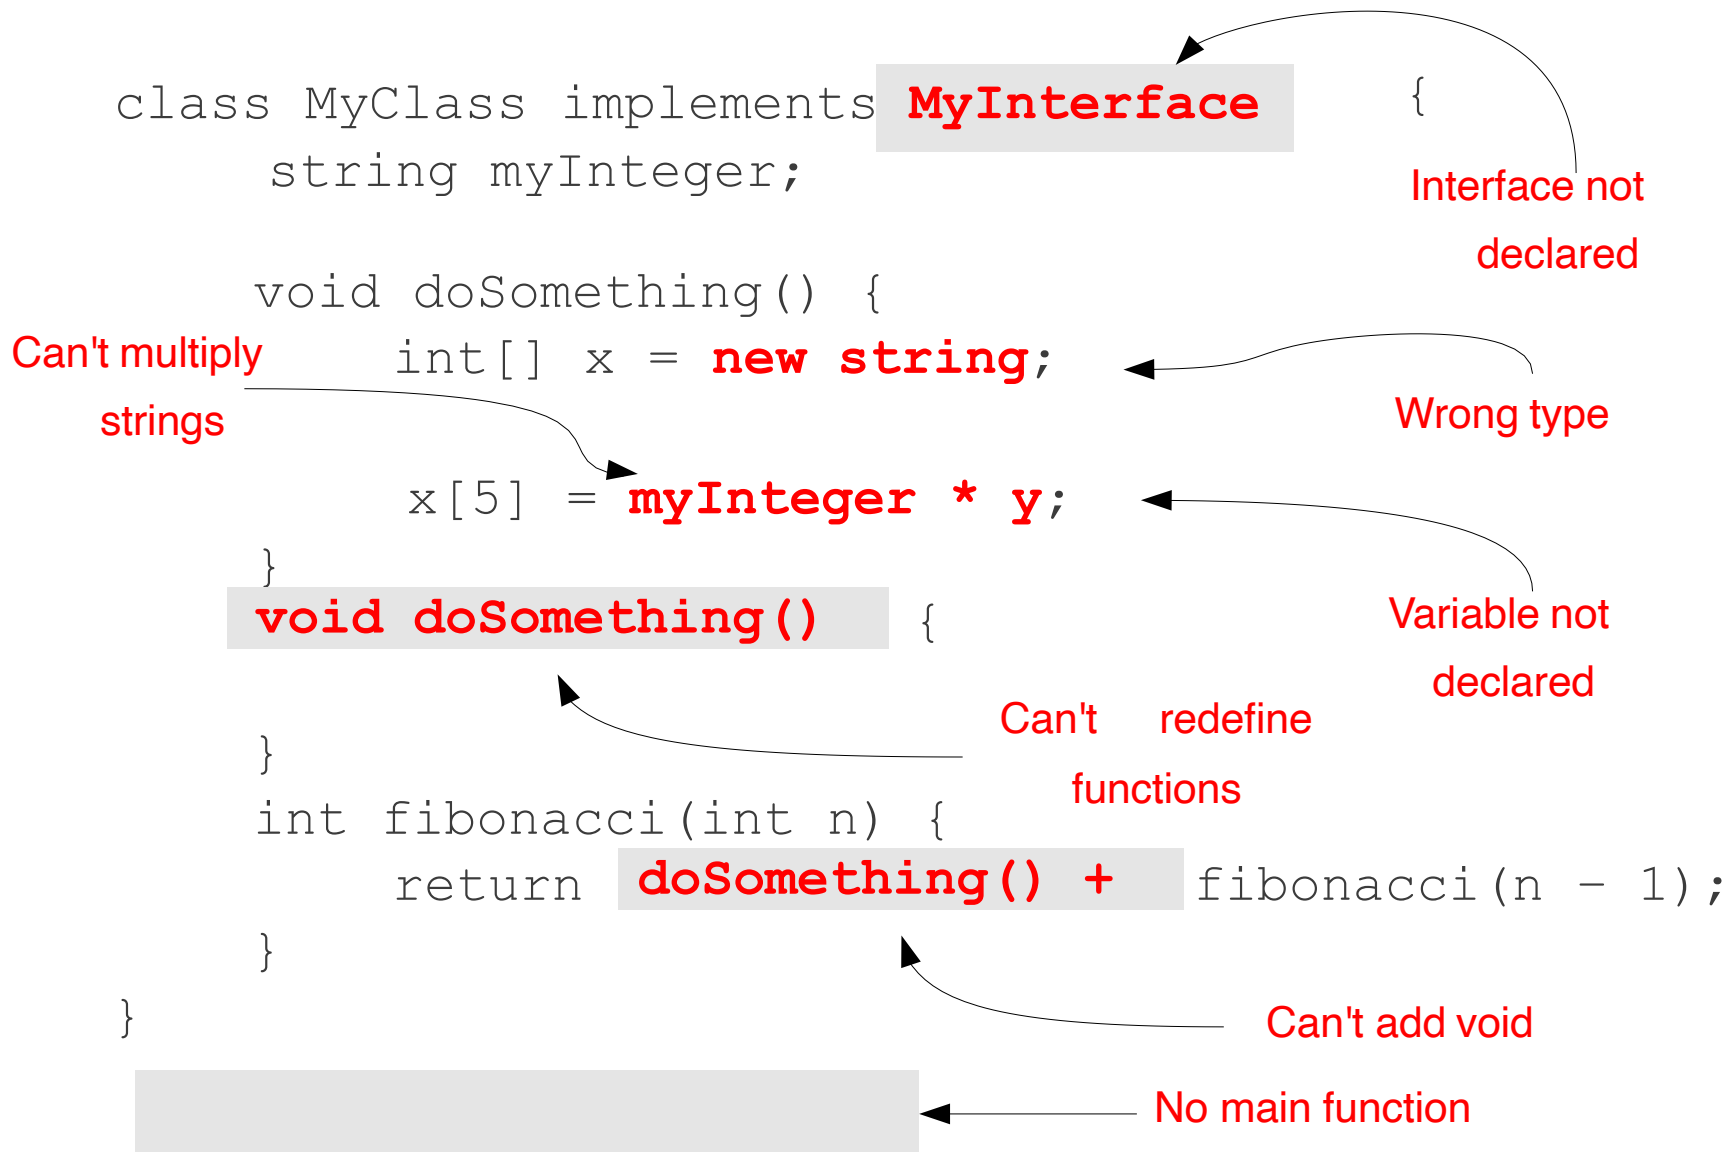 class MyClass implements MyInterface {
string myInteger;
Interface not
declared
void doSomething() {
Can't multiply
strings
int[] x = new string;
Wrong type
x[5] = myInteger * y;
}
Variable not
declared
void doSomething() {
Can't redefine
functions
}
int fibonacci(int n) {
return doSomething() + fibonacci(n – 1);
}
Can't add void
}
No main function